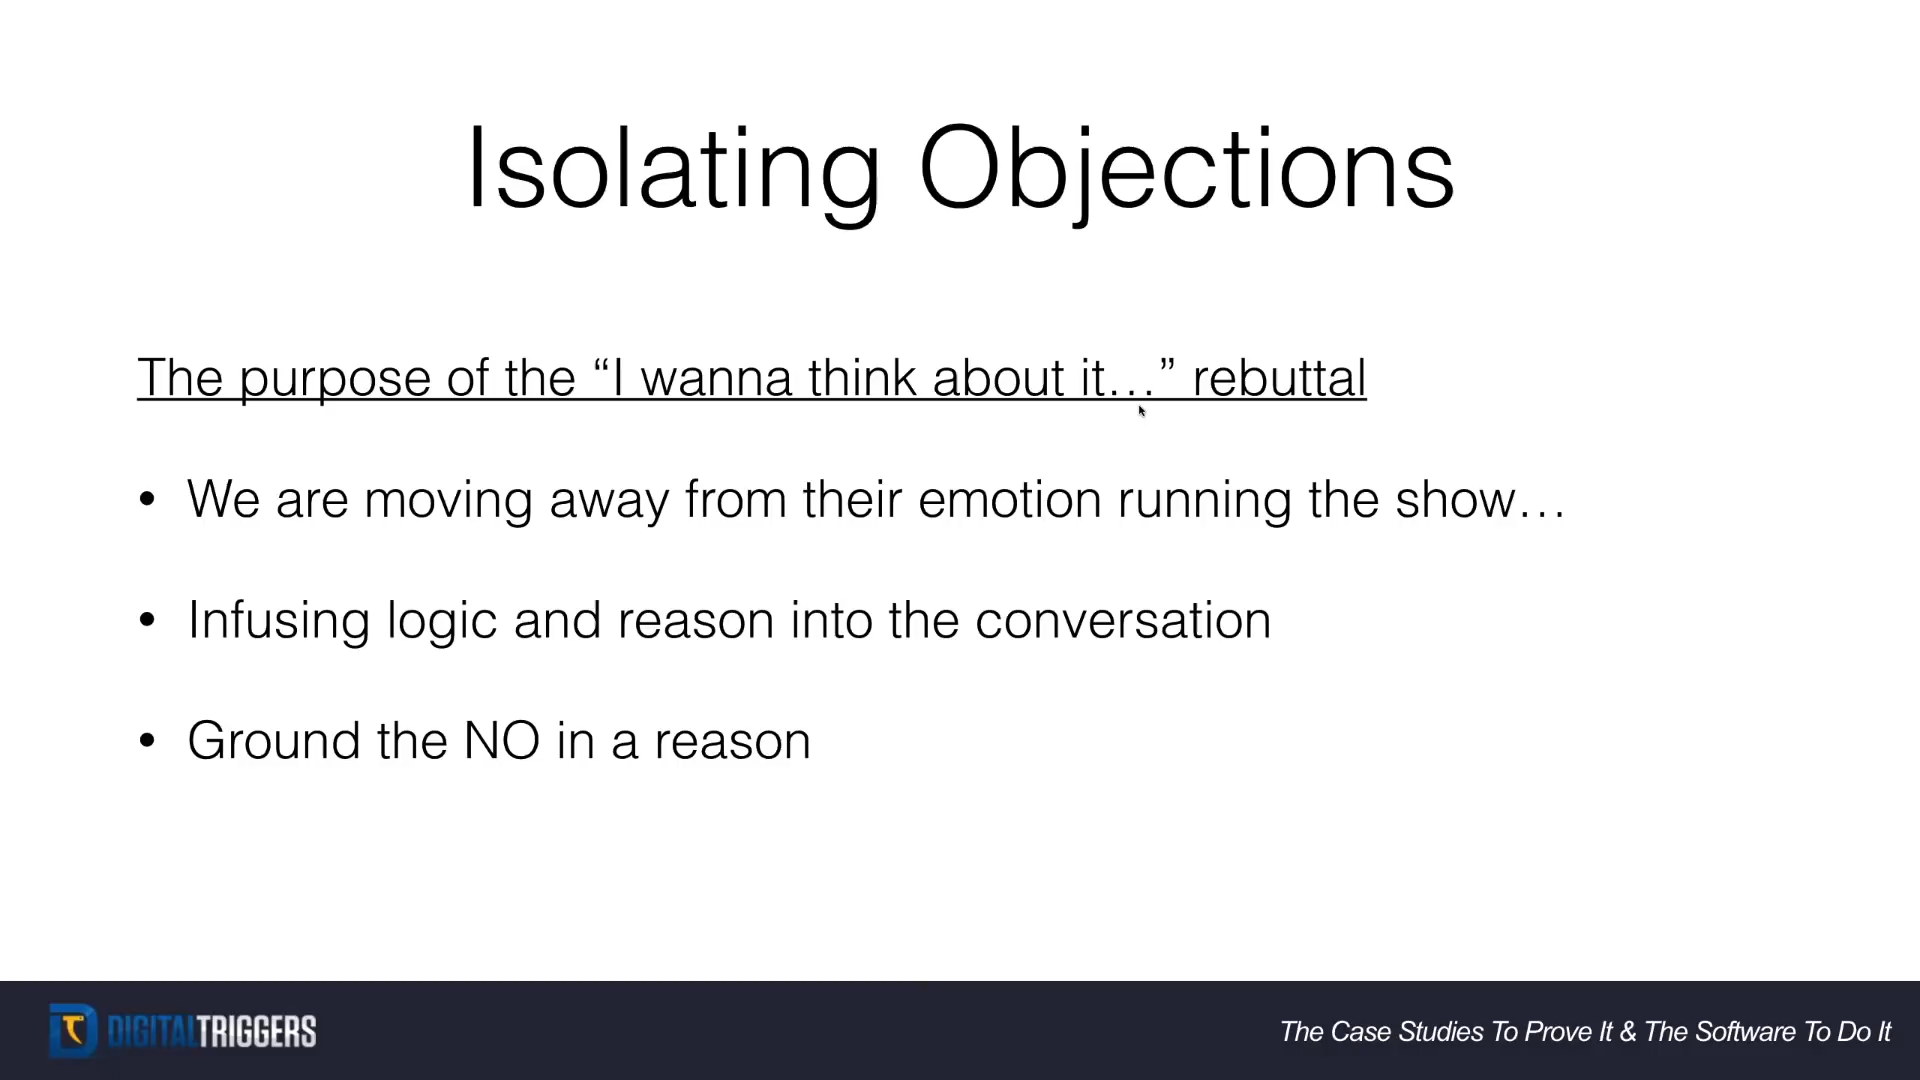 Isolating Objections
The purpose of the “I wanna think about it…” rebuttal
• We are moving away from their emotion running the show…
• Infusing logic and reason into the conversation
• Ground the NO in a reason
DIGITALTRIGGERS
The Case Studies To Prove It & The Software To Do It